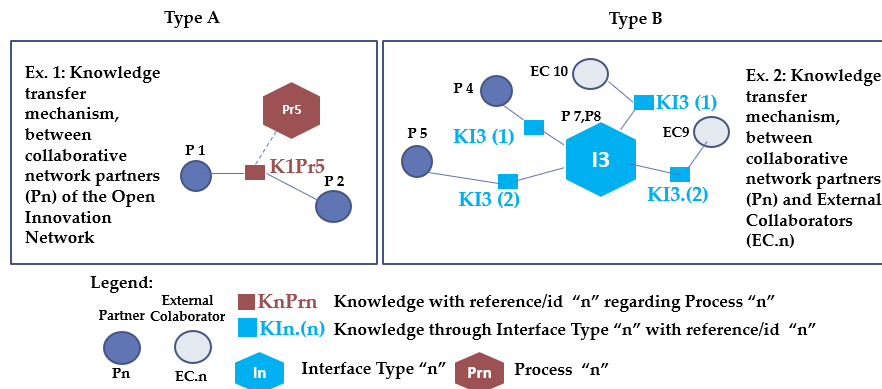 Type A
Type B
Ex. 1: Knowledge
transfer
mechanism,
between
collaborative
network partners
(Pn) of the Open
Innovation
Network
Pr5
P 1
K1Pr5
P 2
EC 10
P 4
KI3 (1)
P 7,P8
KI3 (1)
EC9
P 5
I3
KI3 (2)
KI3.(2)
Ex. 2: Knowledge
transfer
mechanism,
between
collaborative
network partners
(Pn) and External
Collaborators
(EC.n)
Legend:
Partner
External
Colaborator
Pn
EC.n
KnPrn Knowledge with reference/id “n” regarding Process “n”
KIn.(n) Knowledge through Interface Type “n” with reference/id “n”
In Interface Type “n”
Prn Process “n”